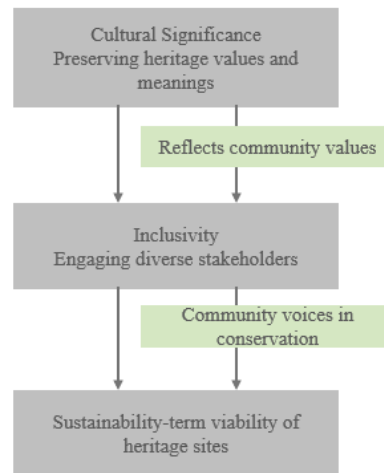 Cultural Significance
Preserving heritage values and
meanings
Reflects community values
Inclusivity
Engaging diverse stakeholders
Community voices in
conservation
Sustainability-term viability of
heritage sites